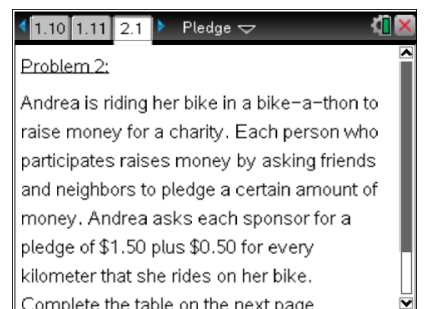 1.10 1.11 2.1 Pledge
Problem 2:
Andrea is riding her bike in a bike-a-thon to
raise money for a charity. Each person who
participates raises money by asking friends
and neighbors to pledge a certain amount of
money. Andrea asks each sponsor for a
pledge of $1.50 plus $0.50 for every
kilometer that she rides on her bike.
Complete the table on the next page